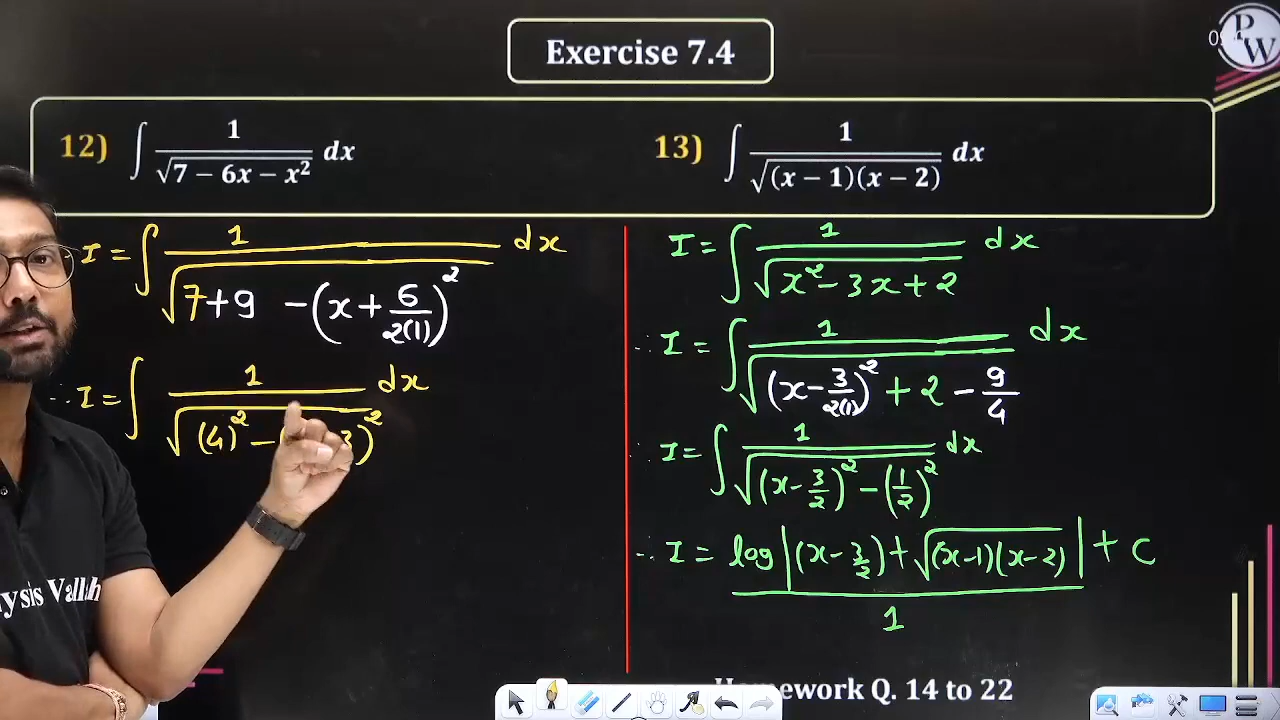 Exercise 7.4
PW
12) ∫ 1/√(7 − 6x − x²) dx
13) ∫ 1/√((x − 1)(x − 2)) dx
I = ∫ 1/√(7+9 −(x + 6/2(1))²) dx
∴ I = ∫ 1/√((4)² − ( 3)²) dx
I = ∫ 1/√(x² − 3x + 2) dx
∴ I = ∫ 1/√((x − 3/2(1))² + 2 − 9/4) dx
∴ I = ∫ 1/√((x − 3/2)² − (1/2)²) dx
∴ I = log|(x − 3/2) + √((x−1)(x−2))|/1 + C
Homework Q. 14 to 22